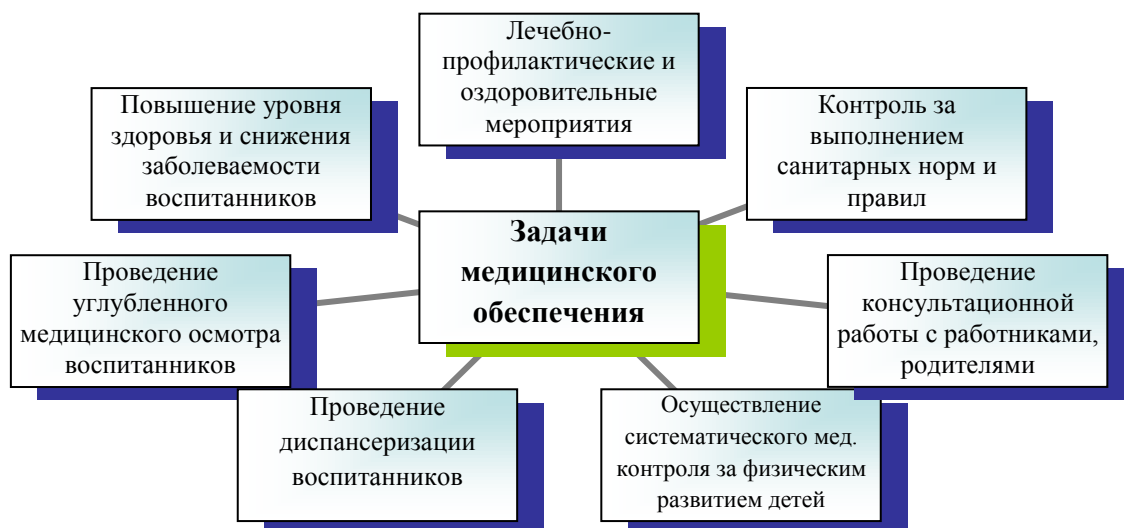 Лечебно-
профилактические и
оздоровительные
мероприятия
Повышение уровня
здоровья и снижения
заболеваемости
воспитанников
Контроль за
выполнением
санитарных норм и
правил
Задачи
медицинского
обеспечения
Проведение
углубленного
медицинского осмотра
воспитанников
Проведение
консультационной
работы с работниками,
родителями
Проведение
диспансеризации
воспитанников
Осуществление
систематического мед.
контроля за физическим
развитием детей